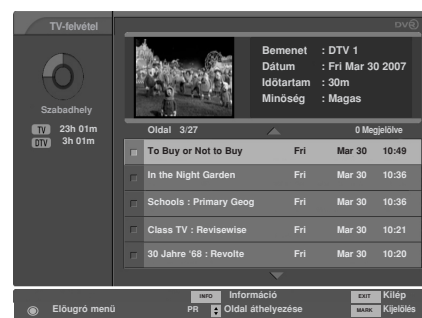 TV-felvétel
DVR
Bemenet : DTV 1
Dátum : Fri Mar 30 2007
Idötartam : 30m
Minöség : Magas
Szabadhely
TV 23h 01m
DTV 3h 01m
Oldal 3/27 0 Megjelölve
To Buy or Not to Buy Fri Mar 30 10:49
In the Night Garden Fri Mar 30 10:36
Schools : Primary Geog Fri Mar 30 10:36
Class TV : Revisewise Fri Mar 30 10:21
30 Jahre '68 : Revolte Fri Mar 30 10:20
INFO Információ EXIT Kilép
Elöugró menü PR Oldal áthelyezése MARK Kijelölés